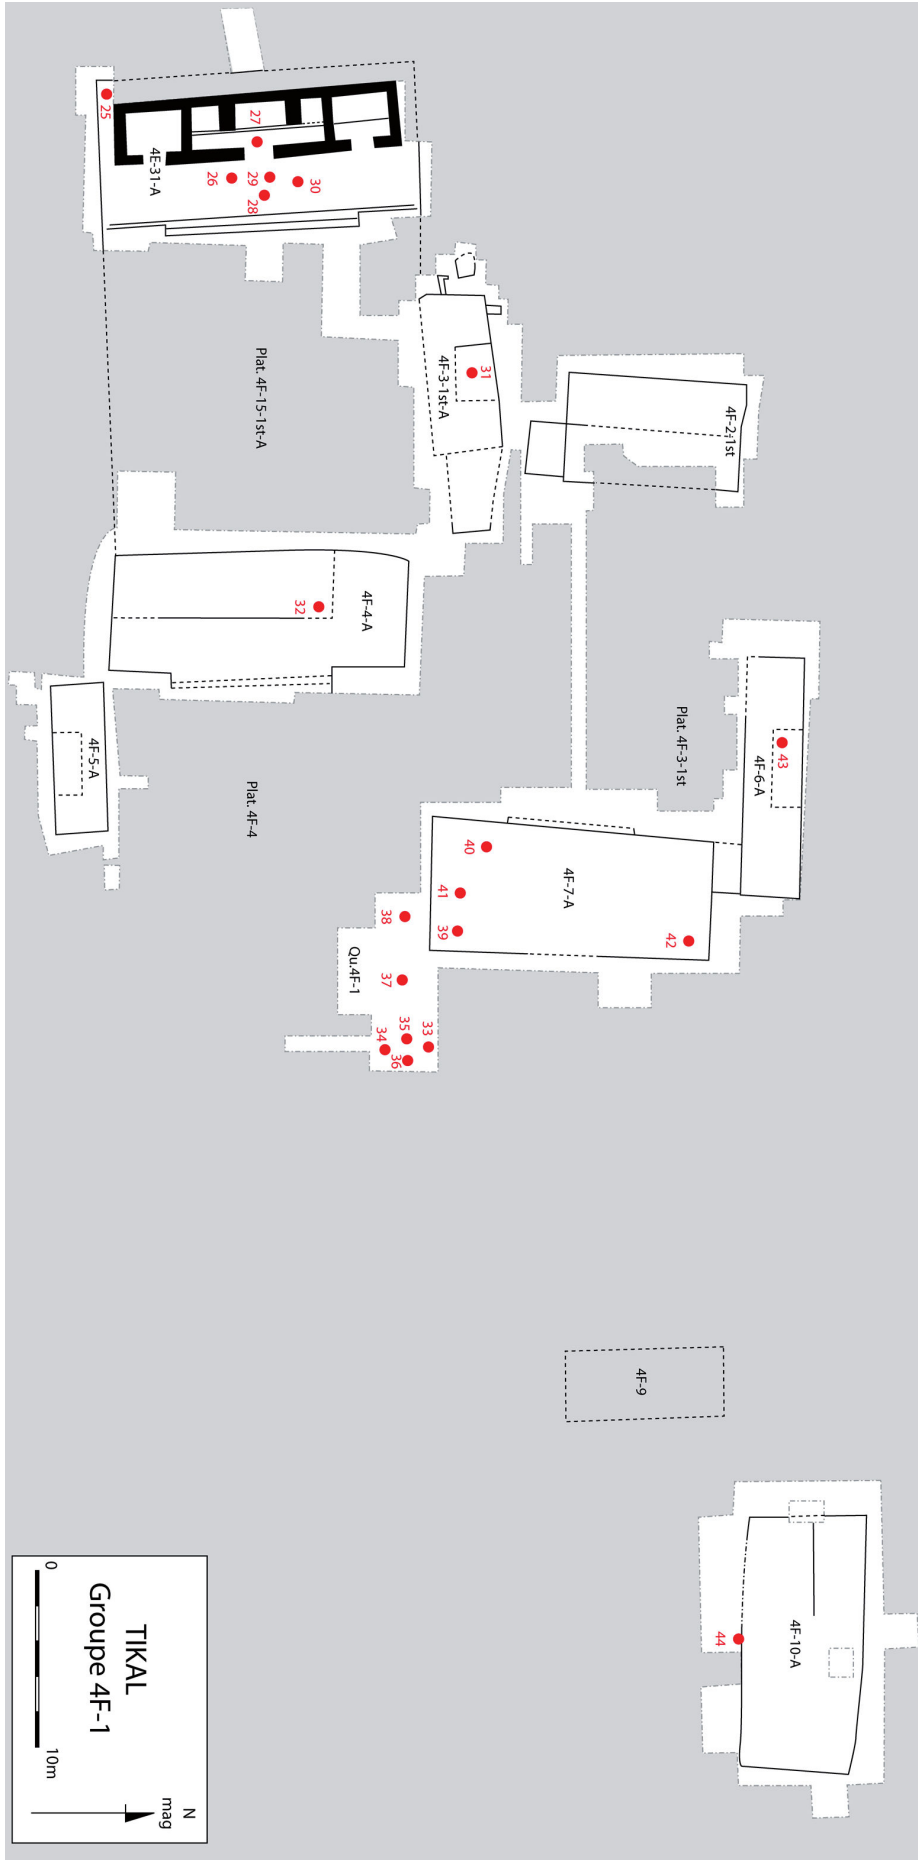 43
4F-6-A
4F-10-A
4F-2-1st
44
Plat. 4F-3-1st
42
4F-9
4F-7-A
31
40
4F-3-1st-A
41
39
33
35
36
38
37
34
4F-4-A
Qu.4F-1
30
32
Plat. 4F-15-1st-A
27
29
28
Plat. 4F-4
26
4E-31-A
25
4F-5-A
TIKAL
Groupe 4F-1
0 10m
N
mag